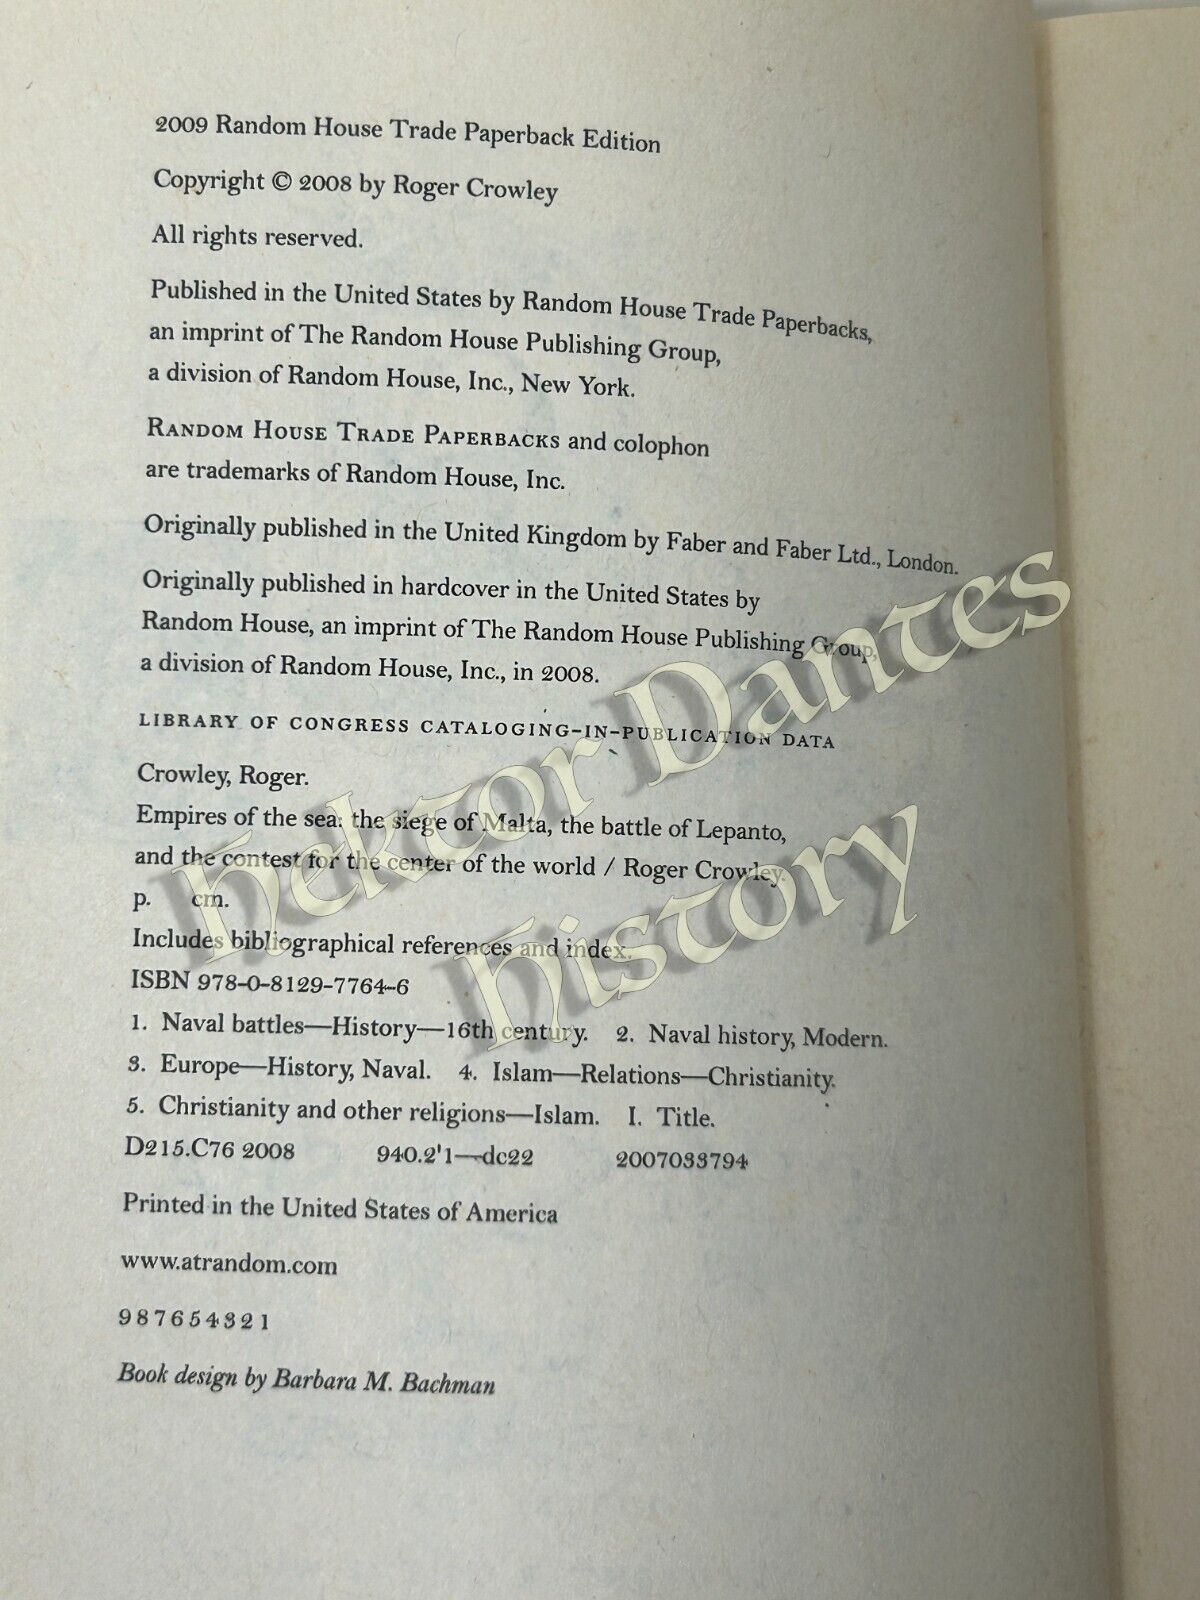 2009 Random House Trade Paperback Edition
Copyright © 2008 by Roger Crowley
All rights reserved.
Published in the United States by Random House Trade Paperbacks,
an imprint of The Random House Publishing Group,
a division of Random House, Inc., New York.
RANDOM HOUSE TRADE PAPERBACKS and colophon
are trademarks of Random House, Inc.
Originally published in the United Kingdom by Faber and Faber Ltd., London.
Originally published in hardcover in the United States by
Random House, an imprint of The Random House Publishing Group,
a division of Random House, Inc., in 2008.
LIBRARY OF CONGRESS CATALOGING-IN-PUBLICATION DATA
Crowley, Roger.
Empires of the sea: the siege of Malta, the battle of Lepanto,
and the contest for the center of the world / Roger Crowley.
p. cm.
Includes bibliographical references and index.
ISBN 978-0-8129-7764-6
1. Naval battles—History—16th century. 2. Naval history, Modern.
3. Europe—History, Naval. 4. Islam—Relations—Christianity.
5. Christianity and other religions—Islam. I. Title.
D215.C76 2008 940.2'1—dc22 2007033794
Printed in the United States of America
www.atrandom.com
9 8 7 6 5 4 3 2 1
Book design by Barbara M. Bachman
Hektor Dantes
History